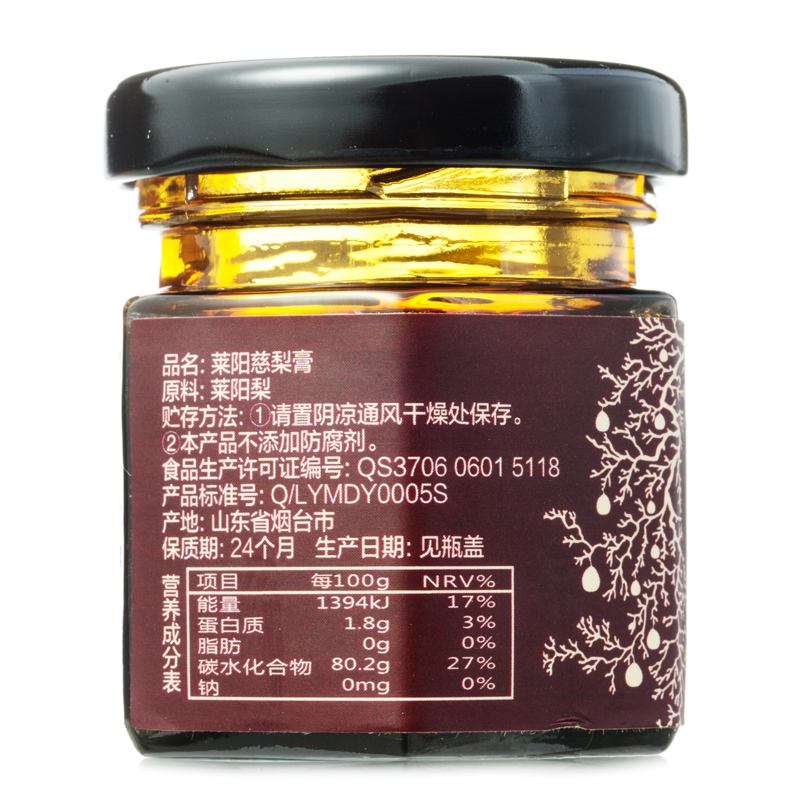 品名: 莱阳慈梨膏
原料: 莱阳梨
贮存方法: ①请置阴凉通风干燥处保存。
②本产品不添加防腐剂。
食品生产许可证编号: QS3706 0601 5118
产品标准号: Q/LYMDY0005S
产地: 山东省烟台市
保质期: 24个月 生产日期: 见瓶盖
营养成分表
项目 每100g NRV%
能量 1394kJ 17%
蛋白质 1.8g 3%
脂肪 0g 0%
碳水化合物 80.2g 27%
钠 0mg 0%